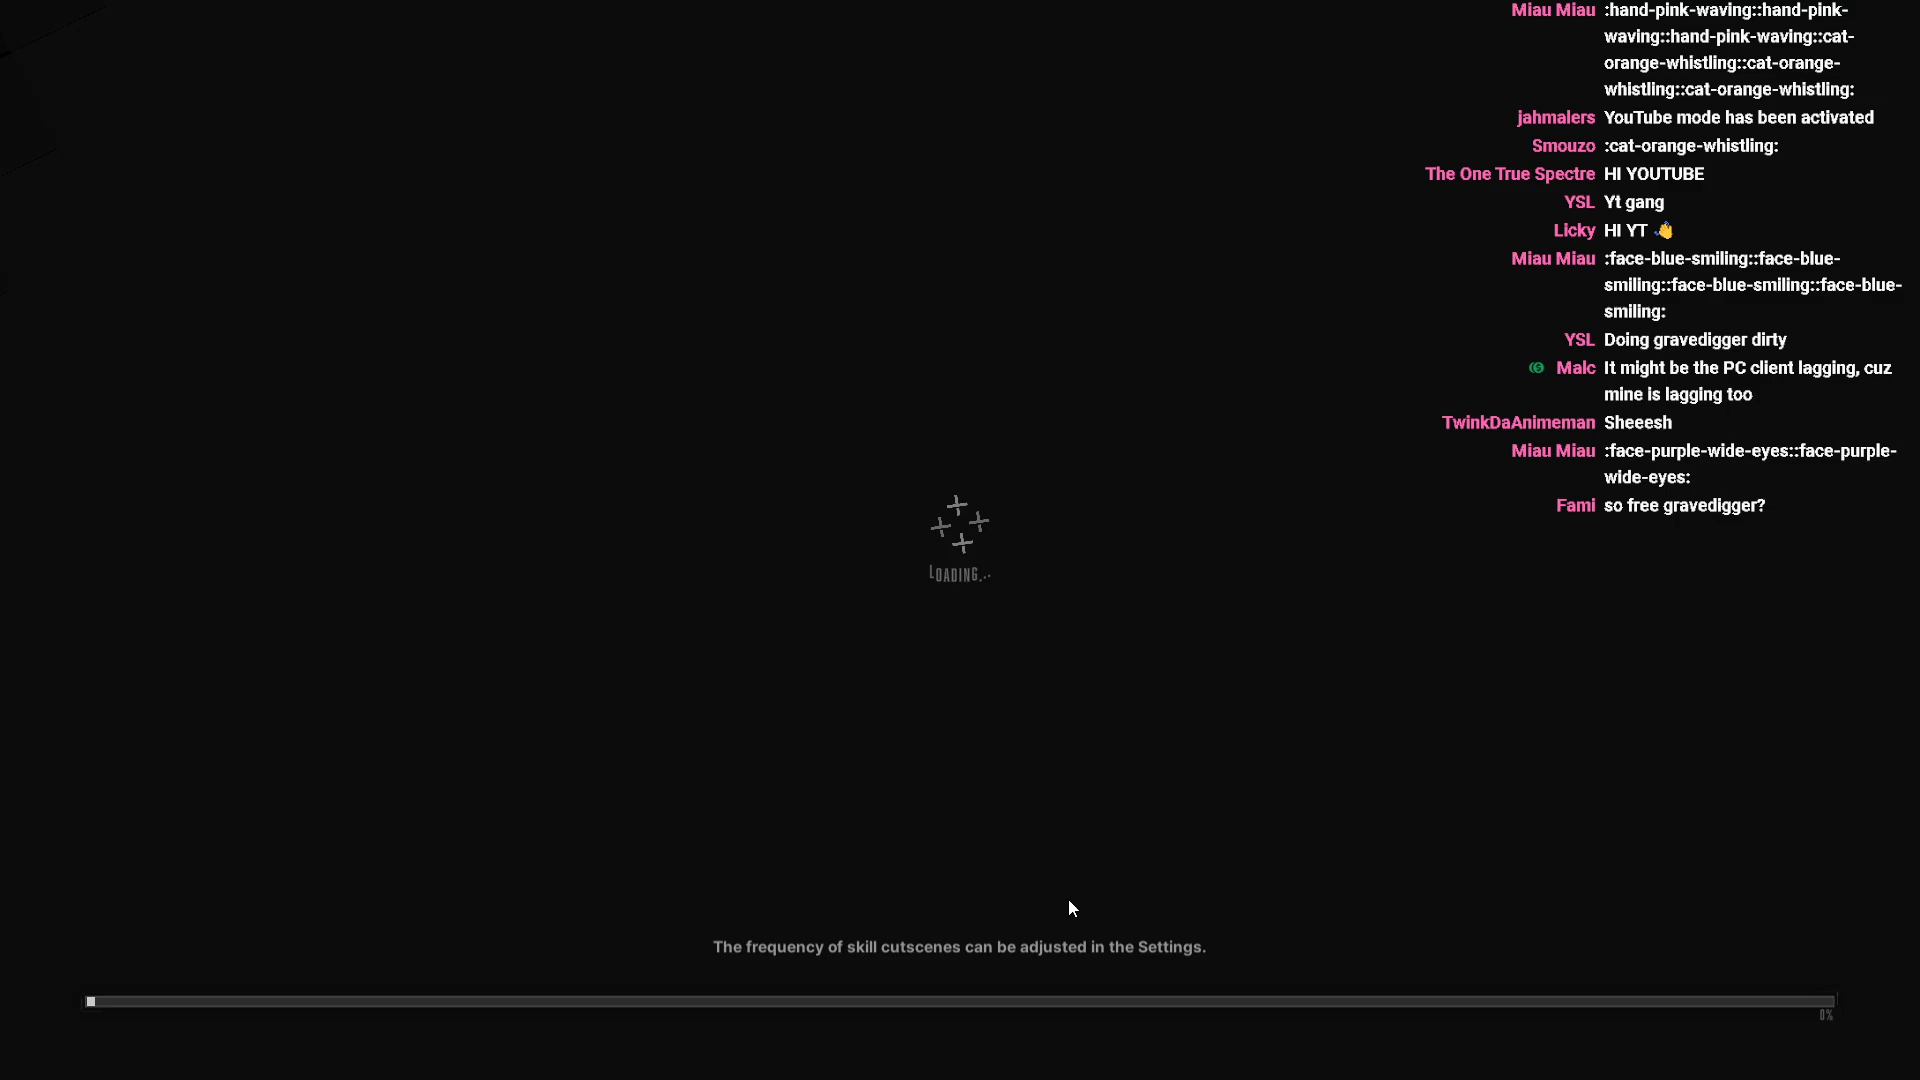 Miau Miau :hand-pink-waving::hand-pink-
waving::hand-pink-waving::cat-
orange-whistling::cat-orange-
whistling::cat-orange-whistling:
jahmalers YouTube mode has been activated
Smouzo :cat-orange-whistling:
The One True Spectre HI YOUTUBE
YSL Yt gang
Licky HI YT 👋
Miau Miau :face-blue-smiling::face-blue-
smiling::face-blue-smiling::face-blue-
smiling:
YSL Doing gravedigger dirty
Malc It might be the PC client lagging, cuz
mine is lagging too
TwinkDaAnimeman Sheeesh
Miau Miau :face-purple-wide-eyes::face-purple-
wide-eyes:
Fami so free gravedigger?
LOADING...
The frequency of skill cutscenes can be adjusted in the Settings.
0%